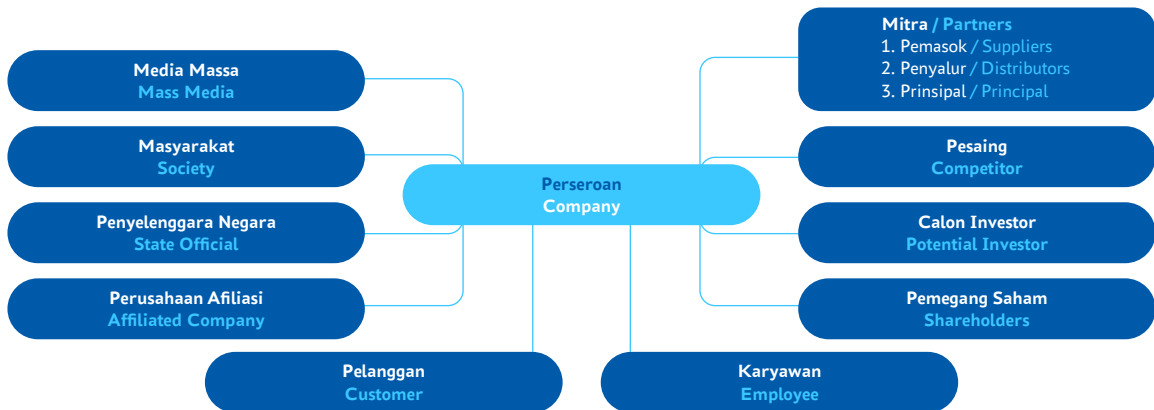 Media Massa
Mass Media
Masyarakat
Society
Penyelenggara Negara
State Official
Perusahaan Afiliasi
Affiliated Company
Pelanggan
Customer
Perseroan
Company
Mitra / Partners
1. Pemasok / Suppliers
2. Penyalur / Distributors
3. Prinsipal / Principal
Pesaing
Competitor
Calon Investor
Potential Investor
Pemegang Saham
Shareholders
Karyawan
Employee